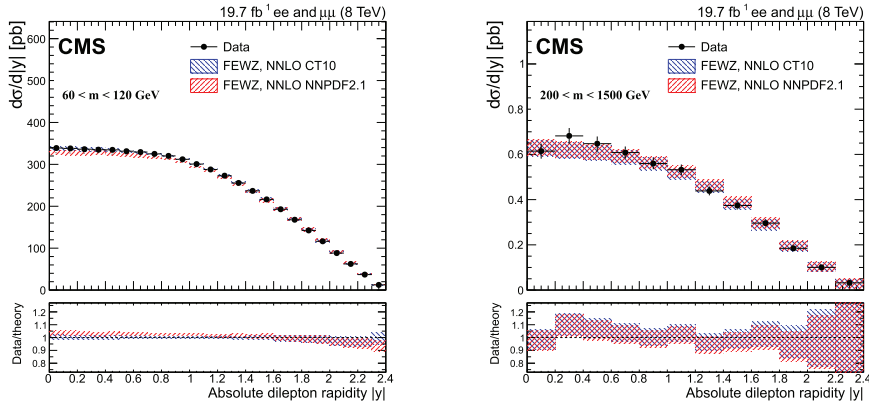 19.7 fb¹ ee and μμ (8 TeV)
dσ/d|y| [pb]
CMS
Data
FEWZ, NNLO CT10
FEWZ, NNLO NNPDF2.1
60 < m < 120 GeV
600
500
400
300
200
100
0
Data/theory
1.2
1.1
1
0.9
0.8
0 0.2 0.4 0.6 0.8 1 1.2 1.4 1.6 1.8 2 2.2 2.4
Absolute dilepton rapidity |y|
19.7 fb¹ ee and μμ (8 TeV)
dσ/d|y| [pb]
CMS
Data
FEWZ, NNLO CT10
FEWZ, NNLO NNPDF2.1
200 < m < 1500 GeV
1
0.8
0.6
0.4
0.2
0
Data/theory
1.2
1.1
1
0.9
0.8
0 0.2 0.4 0.6 0.8 1 1.2 1.4 1.6 1.8 2 2.2 2.4
Absolute dilepton rapidity |y|